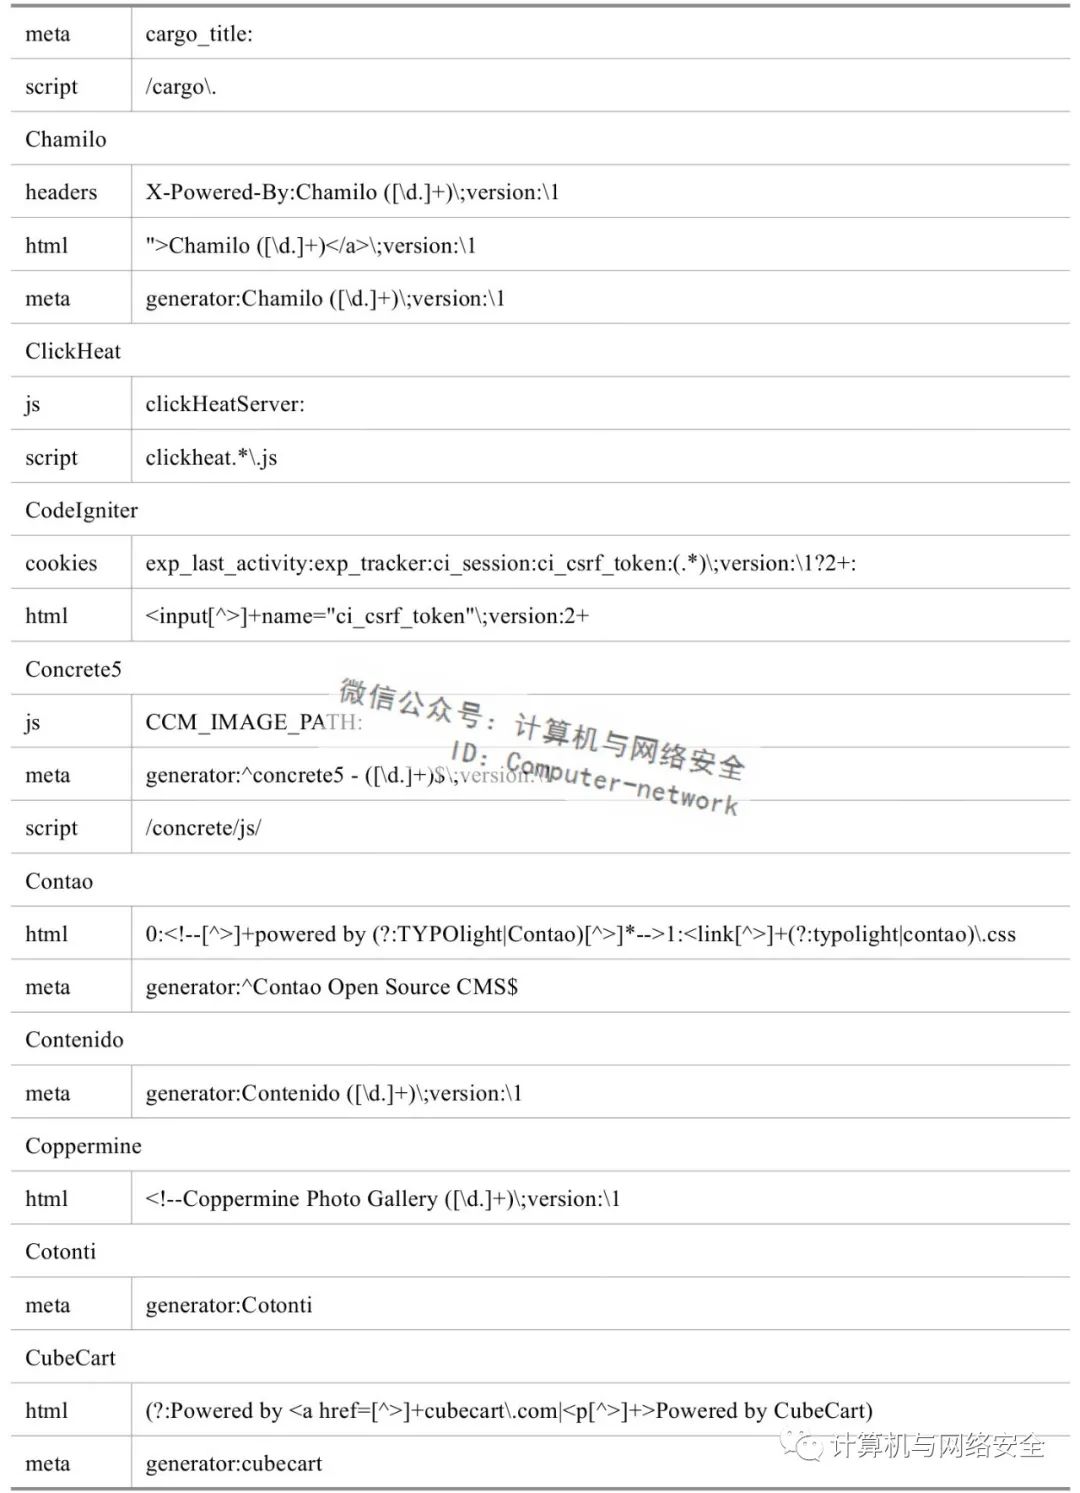 meta cargo_title:
script /cargo\.
Chamilo
headers X-Powered-By:Chamilo ([\d.]+)\;version:\1
html ">Chamilo ([\d.]+)</a>\;version:\1
meta generator:Chamilo ([\d.]+)\;version:\1
ClickHeat
js clickHeatServer:
script clickheat.*\.js
CodeIgniter
cookies exp_last_activity:exp_tracker:ci_session:ci_csrf_token:(.*)\;version:\1?2+:
html <input[^>]+name="ci_csrf_token"\;version:2+
Concrete5
js CCM_IMAGE_PATH:
微信公众号：计算机与网络安全
ID：Computer-network
meta generator:^concrete5 - ([\d.]+)$\;version:\1
script /concrete/js/
Contao
html 0:<!--[^>]+powered by (?:TYPOlight|Contao)[^>]*-->1:<link[^>]+(?:typolight|contao)\.css
meta generator:^Contao Open Source CMS$
Contenido
meta generator:Contenido ([\d.]+)\;version:\1
Coppermine
html <!--Coppermine Photo Gallery ([\d.]+)\;version:\1
Cotonti
meta generator:Cotonti
CubeCart
html (?:Powered by <a href=[^>]+cubecart\.com|<p[^>]+>Powered by CubeCart)
计算机与网络安全
meta generator:cubecart